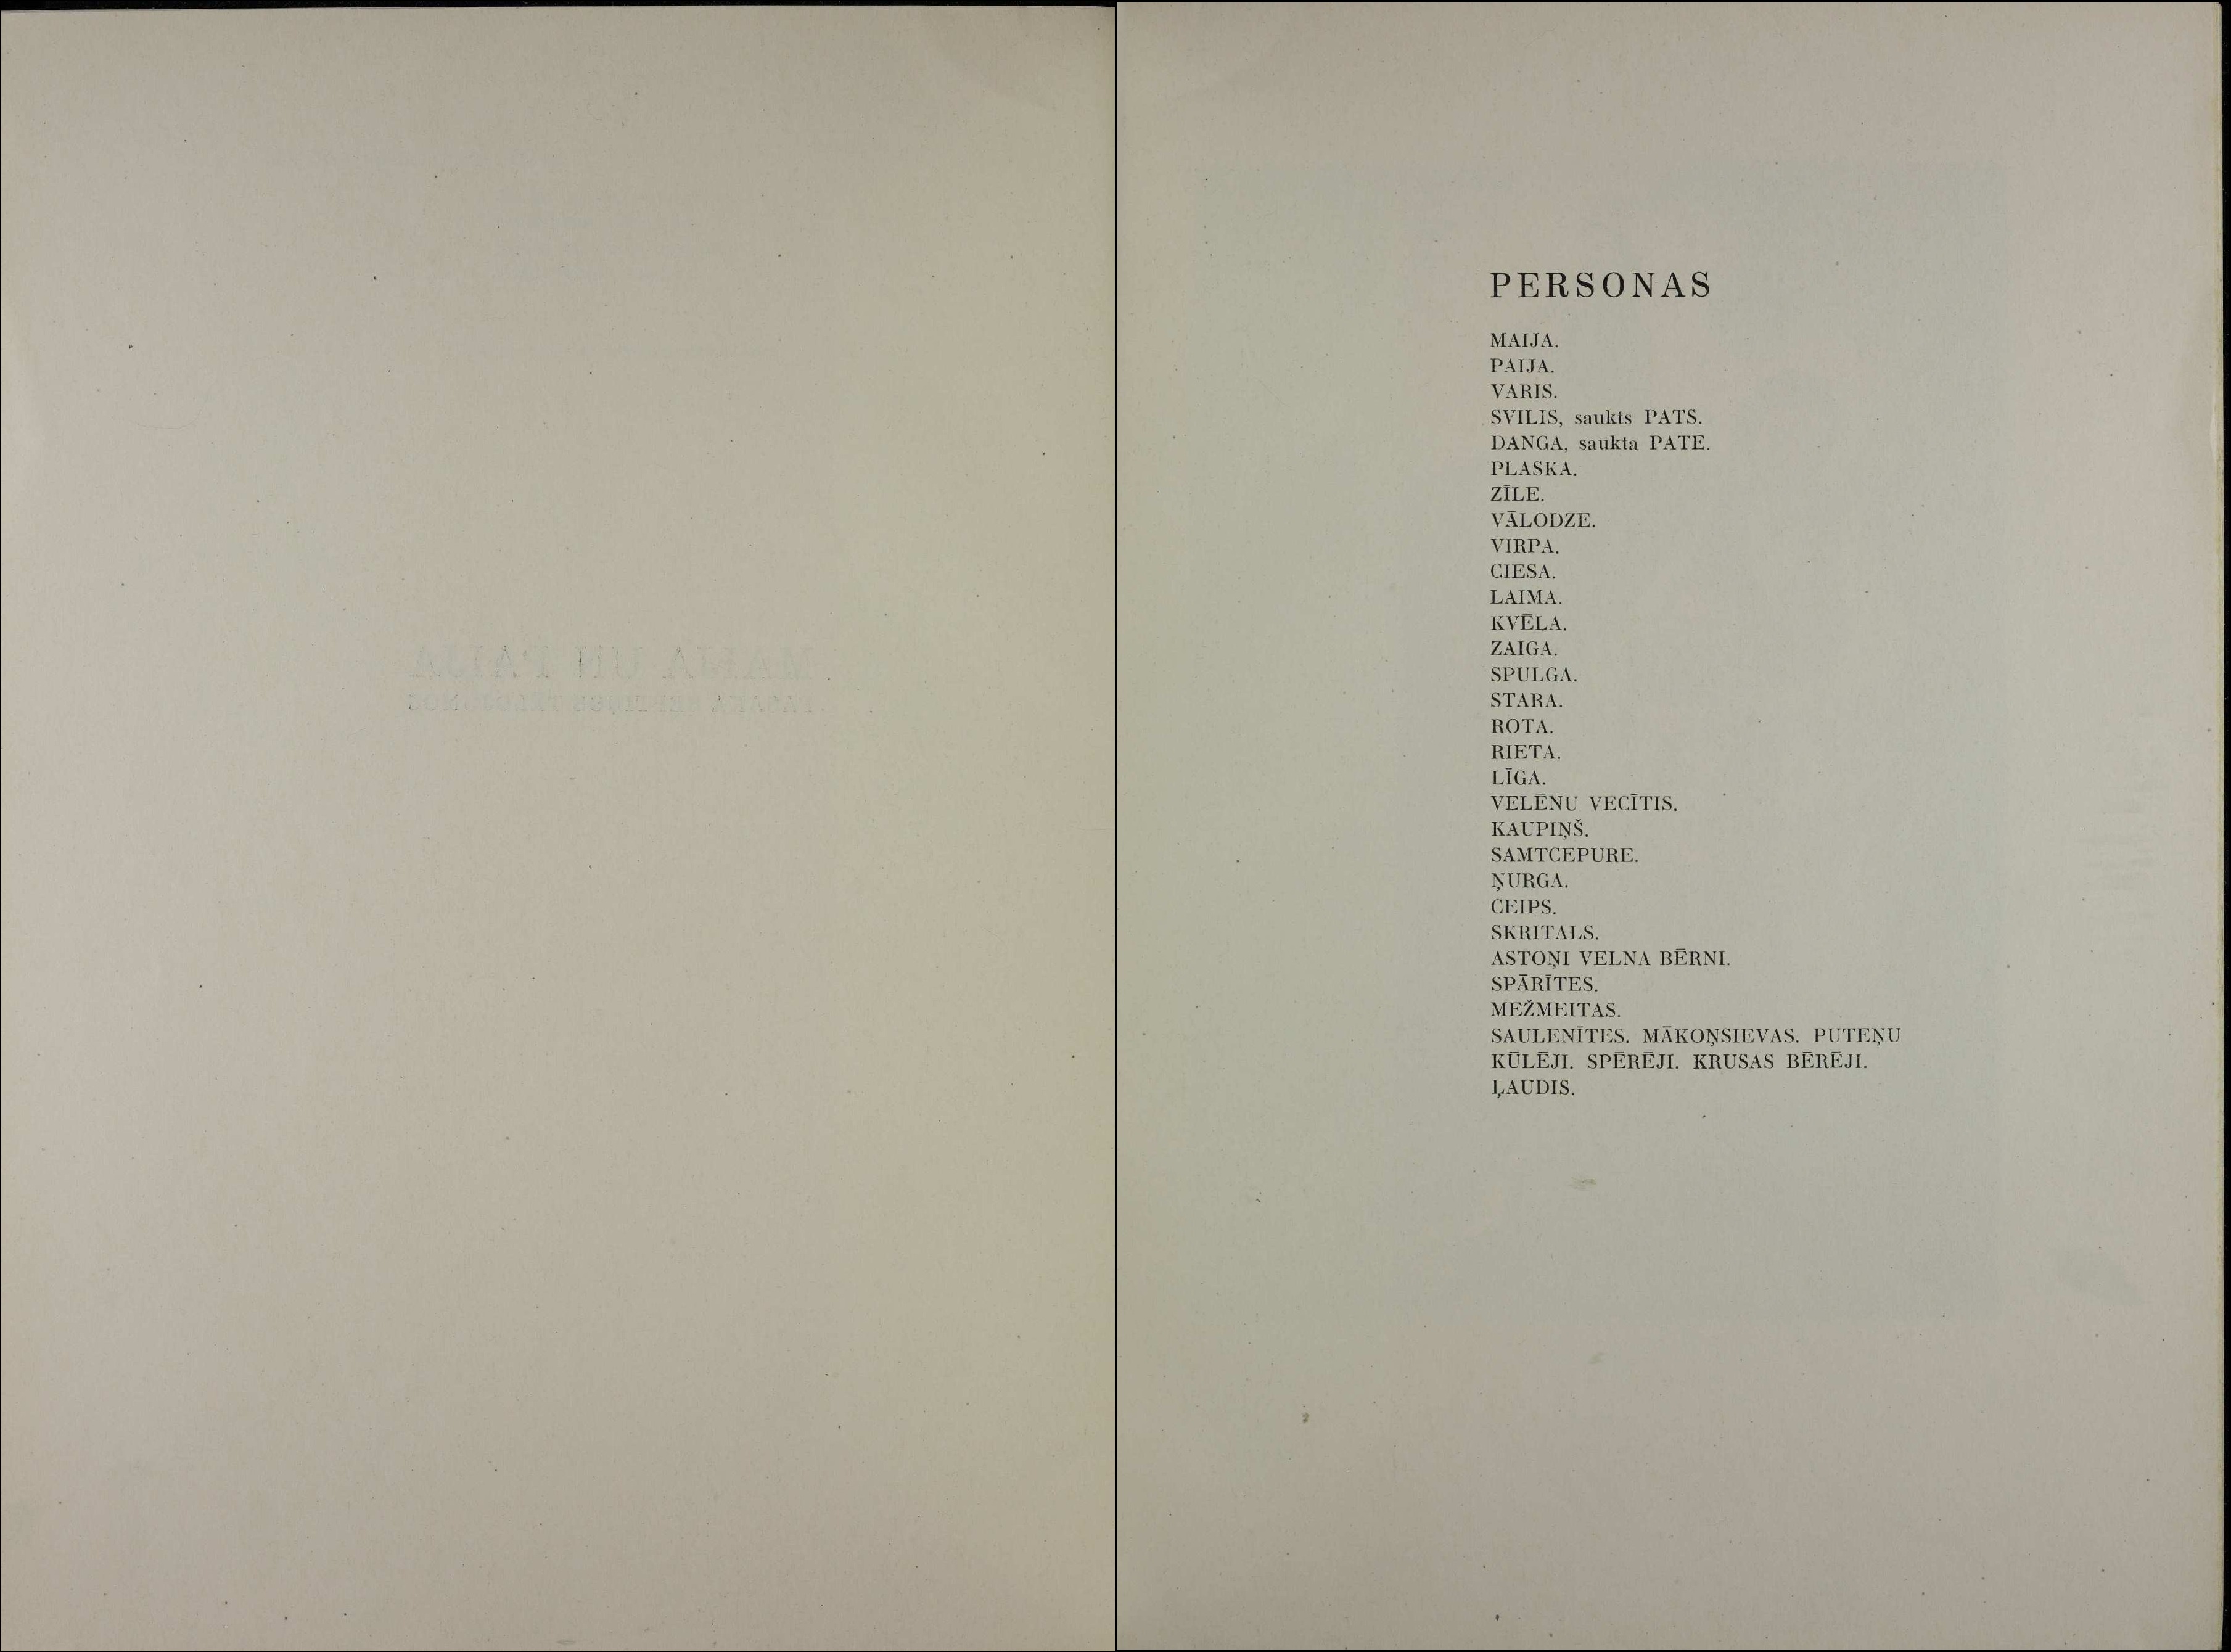 PERSONAS
MAIJA.
PAIJA.
VARIS.
SVILIS, saukts PATS.
DANGA, saukta PATE.
PLASKA.
ZĪLE.
VĀLODZE.
VIRPA.
CIESA.
LAIMA.
KVĒLA.
ZAIGA.
SPULGA.
STARA.
ROTA.
RIETA.
LĪGA.
VELĒNU VECĪTIS.
KAUPIŅŠ.
SAMTCEPURE.
ŅURGA.
CEIPS.
SKRITALS.
ASTOŅI VELNA BĒRNI.
SPĀRĪTES.
MEŽMEITAS.
SAULENĪTES. MĀKOŅSIEVAS. PUTEŅU
KŪLĒJI. SPĒRĒJI. KRUSAS BĒRĒJI.
ĻAUDIS.